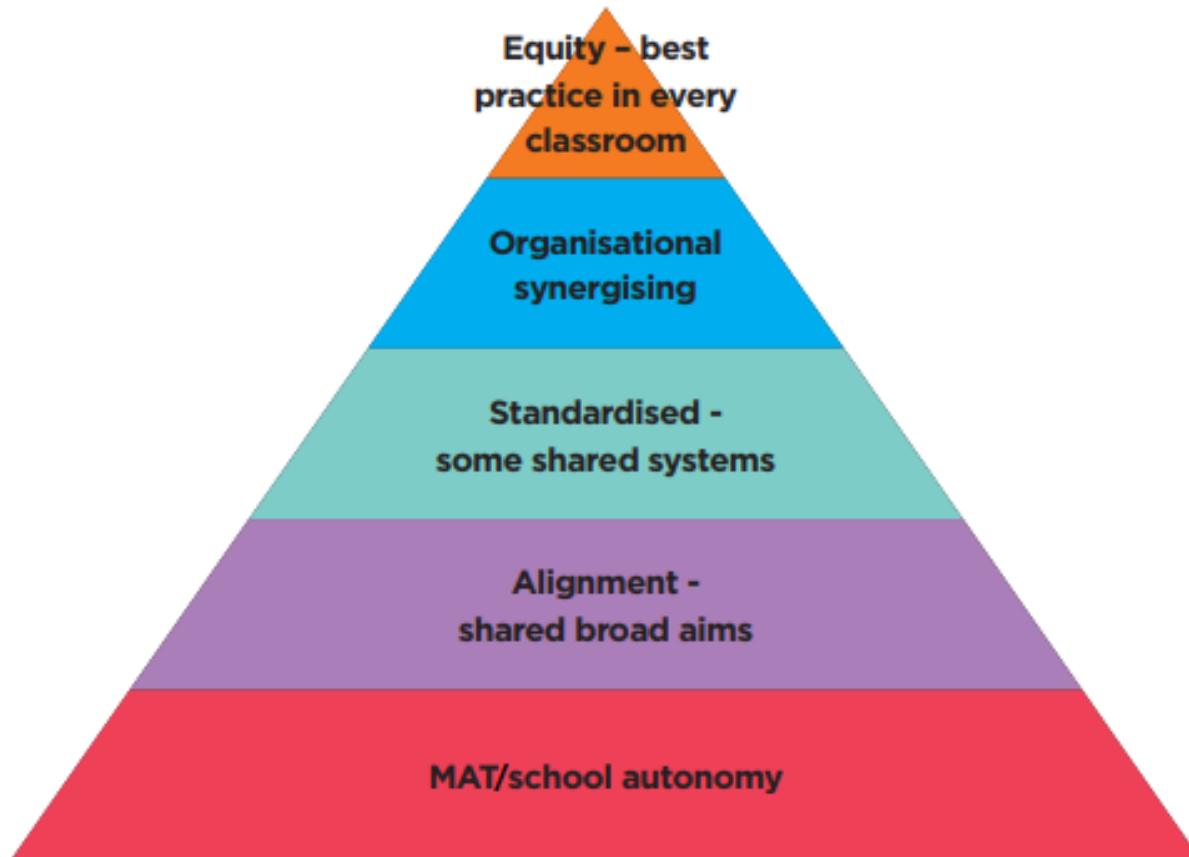 Equity – best
practice in every
classroom
Organisational
synergising
Standardised -
some shared systems
Alignment -
shared broad aims
MAT/school autonomy